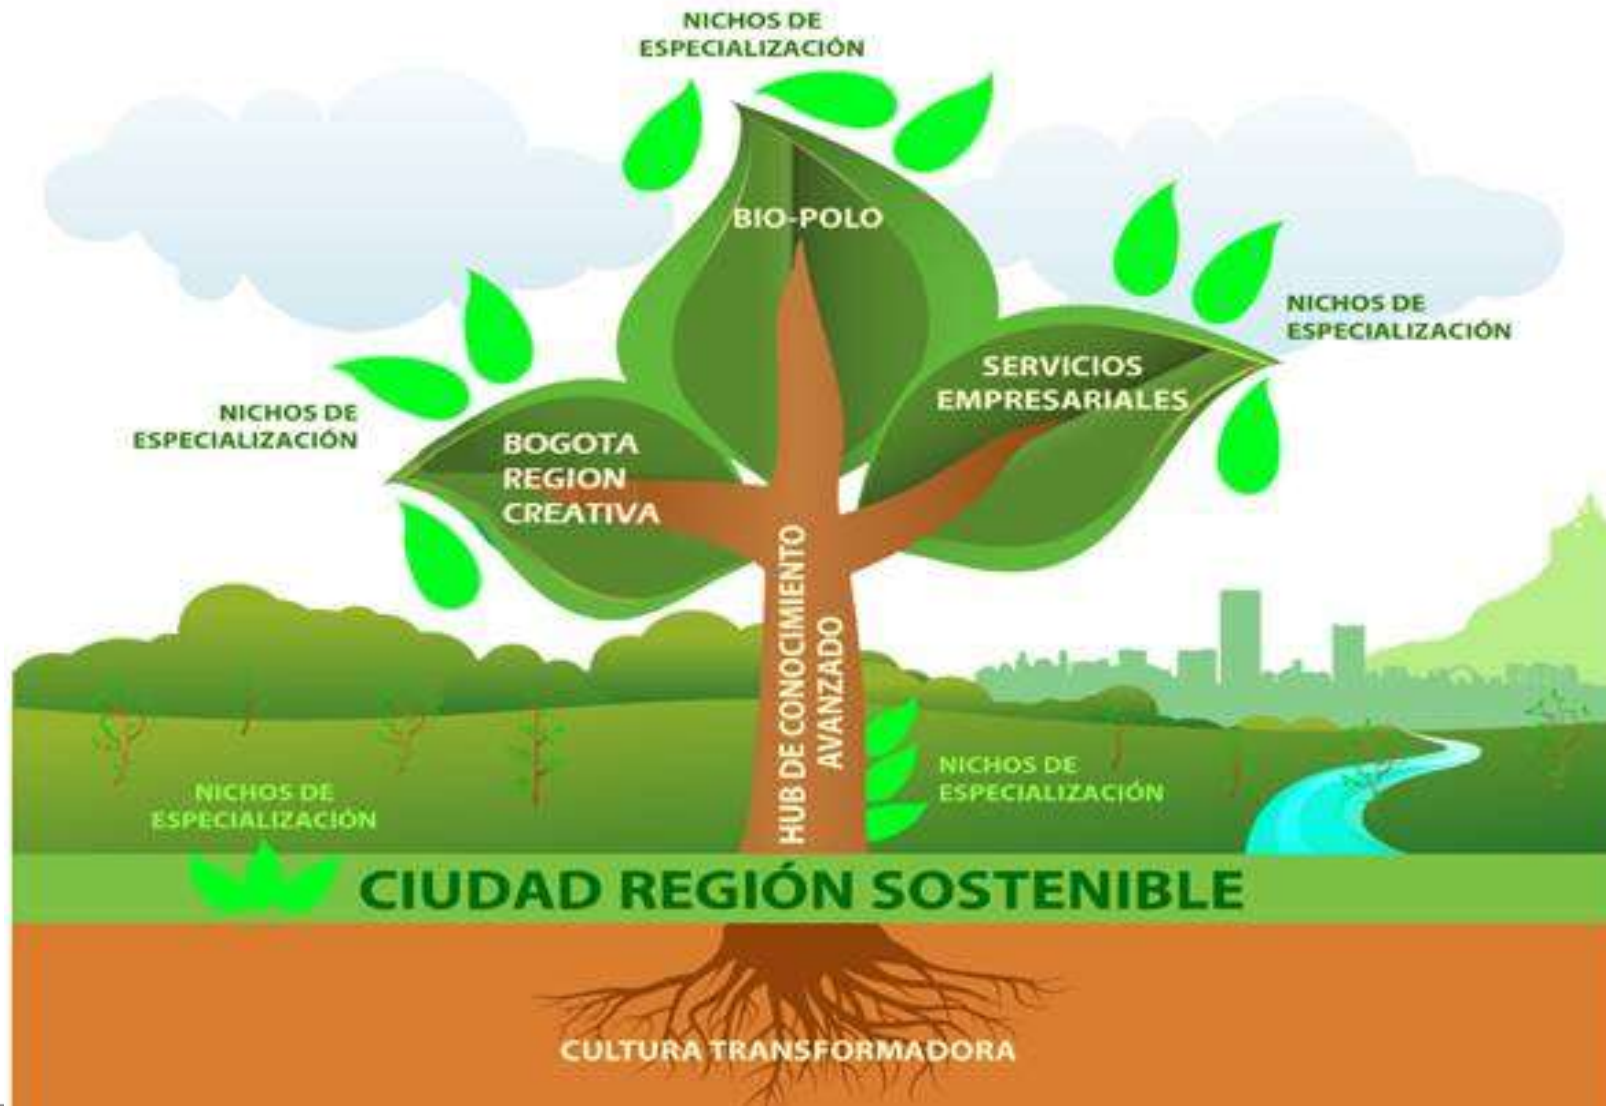 NICHOS DE
ESPECIALIZACIÓN
BIO-POLO
NICHOS DE
ESPECIALIZACIÓN
SERVICIOS
EMPRESARIALES
NICHOS DE
ESPECIALIZACIÓN
BOGOTA
REGION
CREATIVA
HUB DE CONOCIMIENTO
AVANZADO
NICHOS DE
ESPECIALIZACIÓN
NICHOS DE
ESPECIALIZACIÓN
CIUDAD REGIÓN SOSTENIBLE
CULTURA TRANSFORMADORA